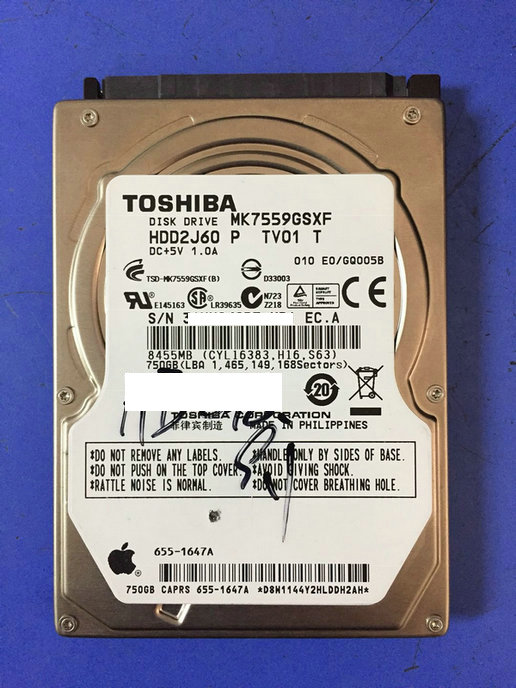 TOSHIBA
DISK DRIVE MK7559GSXF
HDD2J60 P TV01 T
DC+5V 1.0A
010 E0/GQ005B
TSD-MK7559GSXF(B) D33003
E145163 LR39635 N723 Z218
S/N 3 EC.A
8455MB (CYL16383,H16,S63)
750GB(LBA 1,465,149,168Sectors)
20
TOSHIBA CORPORATION
菲律宾制造 MADE IN PHILIPPINES
*DO NOT REMOVE ANY LABELS. *HANDLE ONLY BY SIDES OF BASE.
*DO NOT PUSH ON THE TOP COVER. *AVOID GIVING SHOCK.
*RATTLE NOISE IS NORMAL. *DO NOT COVER BREATHING HOLE.
655-1647A
750GB CAPRS 655-1647A *D8W1144Y2HLDDH2AH*